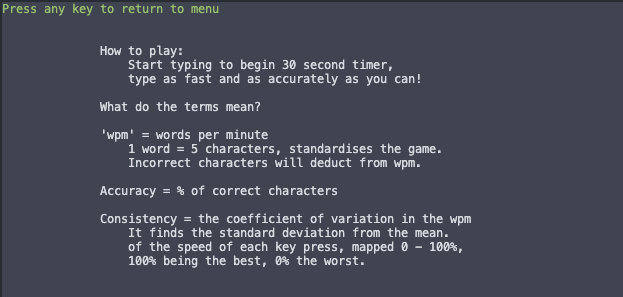 Press any key to return to menu
How to play:
Start typing to begin 30 second timer,
type as fast and as accurately as you can!
What do the terms mean?
'wpm' = words per minute
1 word = 5 characters, standardises the game.
Incorrect characters will deduct from wpm.
Accuracy = % of correct characters
Consistency = the coefficient of variation in the wpm
It finds the standard deviation from the mean.
of the speed of each key press, mapped 0 - 100%,
100% being the best, 0% the worst.